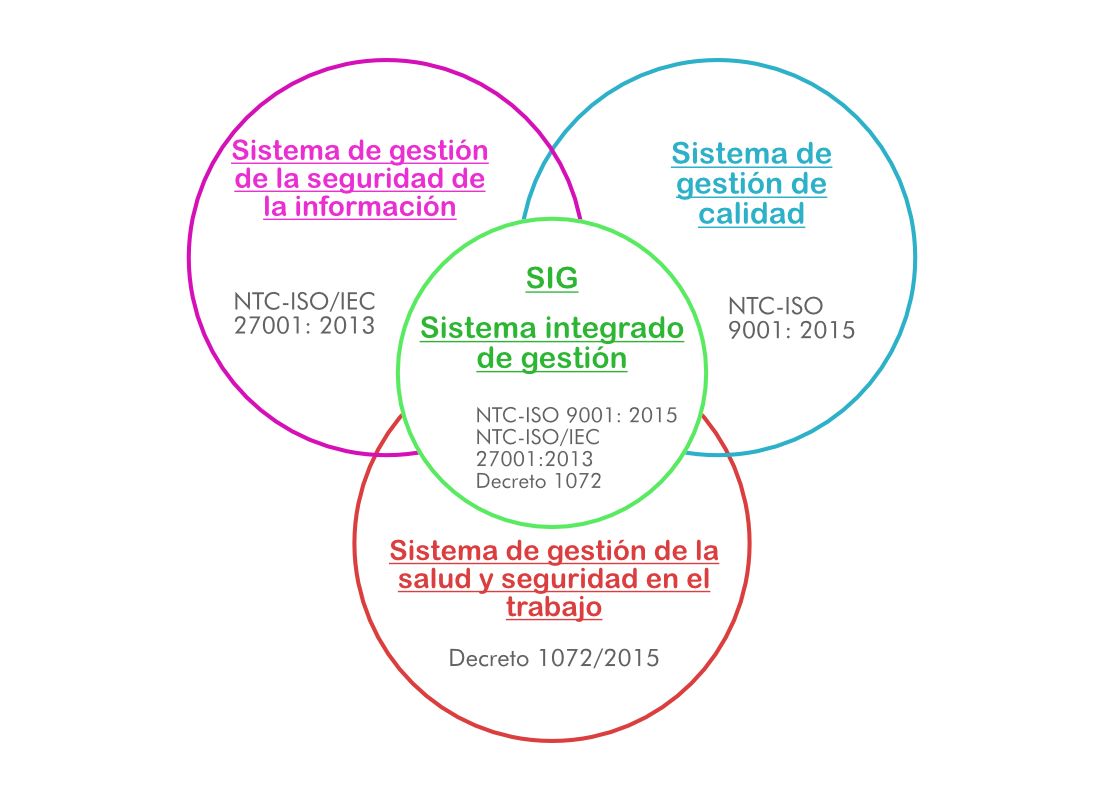 Sistema de gestión
de la seguridad de
la información
NTC-ISO/IEC
27001: 2013
Sistema de
gestión de
calidad
NTC-ISO
9001: 2015
SIG
Sistema integrado
de gestión
NTC-ISO 9001: 2015
NTC-ISO/IEC
27001:2013
Decreto 1072
Sistema de gestión de la
salud y seguridad en el
trabajo
Decreto 1072/2015